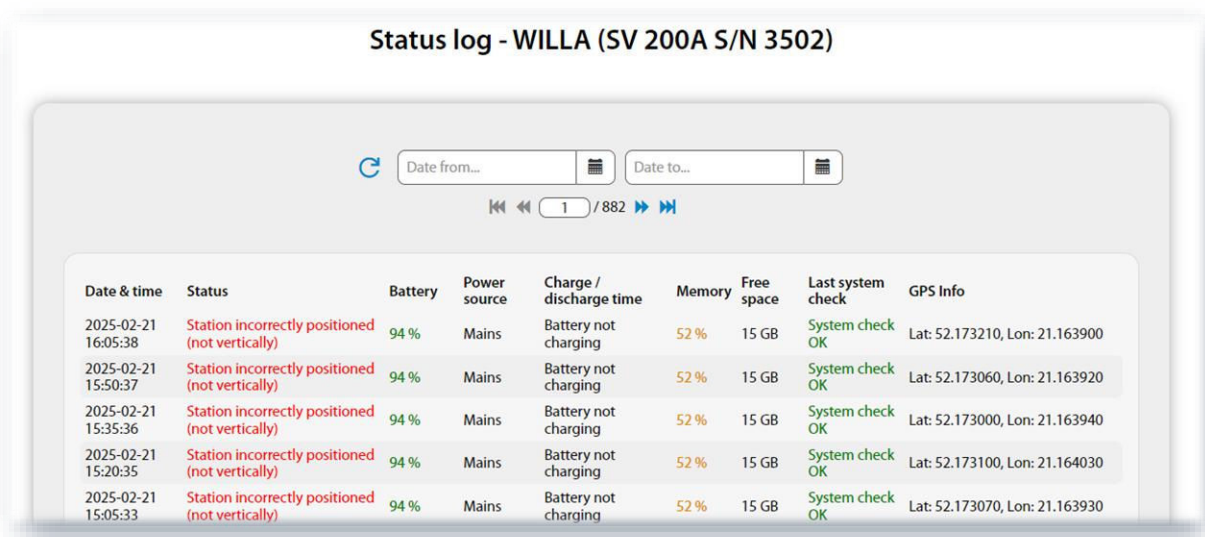 Status log - WILLA (SV 200A S/N 3502)
Date from...
Date to...
1 / 882
Date & time Status Battery Power source Charge / discharge time Memory Free space Last system check GPS Info
2025-02-21 16:05:38 Station incorrectly positioned (not vertically) 94 % Mains Battery not charging 52 % 15 GB System check OK Lat: 52.173210, Lon: 21.163900
2025-02-21 15:50:37 Station incorrectly positioned (not vertically) 94 % Mains Battery not charging 52 % 15 GB System check OK Lat: 52.173060, Lon: 21.163920
2025-02-21 15:35:36 Station incorrectly positioned (not vertically) 94 % Mains Battery not charging 52 % 15 GB System check OK Lat: 52.173000, Lon: 21.163940
2025-02-21 15:20:35 Station incorrectly positioned (not vertically) 94 % Mains Battery not charging 52 % 15 GB System check OK Lat: 52.173100, Lon: 21.164030
2025-02-21 15:05:33 Station incorrectly positioned (not vertically) 94 % Mains Battery not charging 52 % 15 GB System check OK Lat: 52.173070, Lon: 21.163930